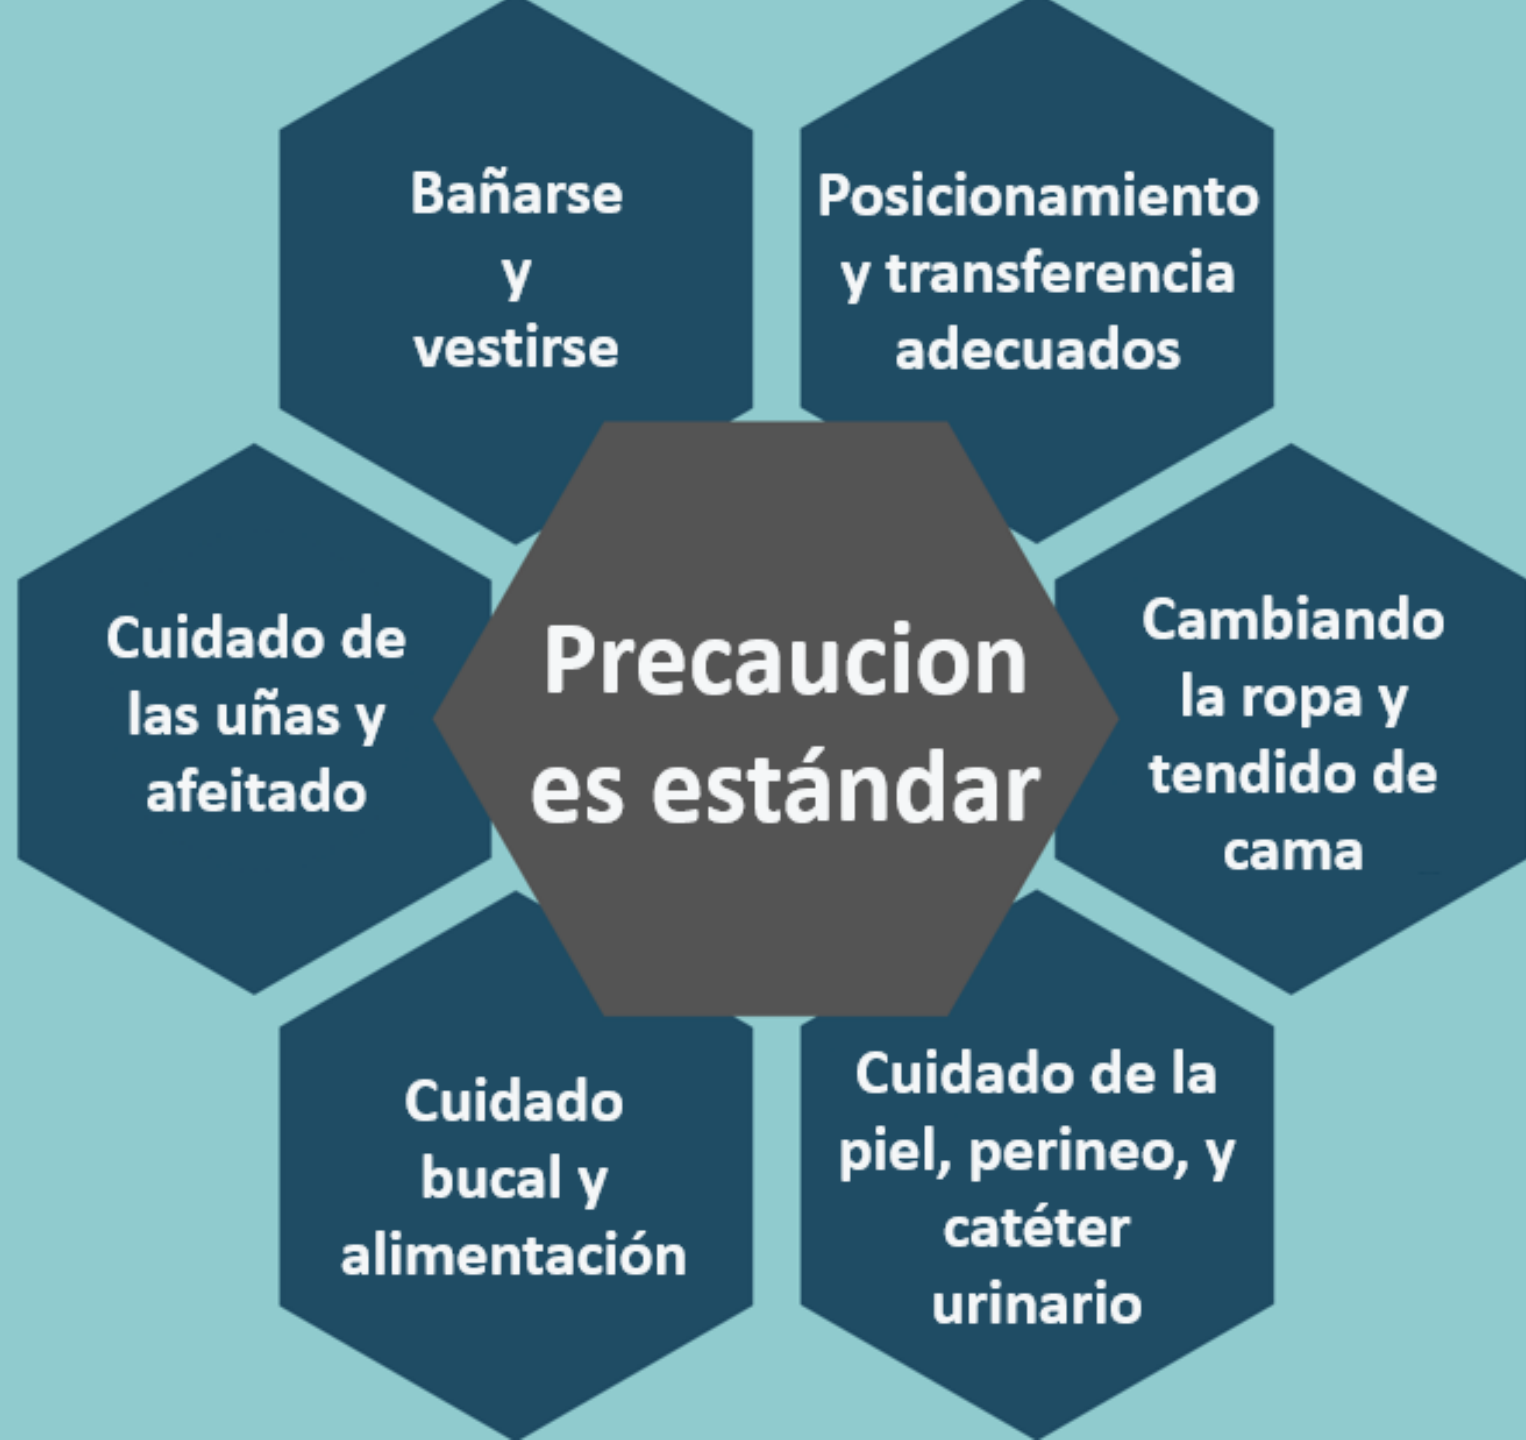 Bañarse
y
vestirse
Posicionamiento
y transferencia
adecuados
Cuidado de
las uñas y
afeitado
Precaucion
es estándar
Cambiando
la ropa y
tendido de
cama
Cuidado
bucal y
alimentación
Cuidado de la
piel, perineo, y
catéter
urinario